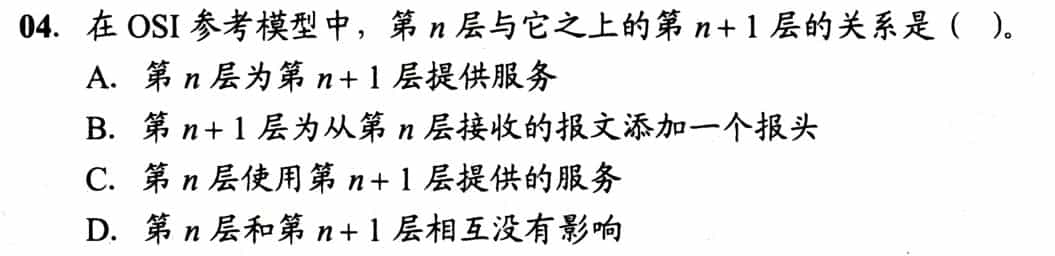 04. 在 OSI 参考模型中，第 n 层与它之上的第 n+1 层的关系是（ ）。
A. 第 n 层为第 n+1 层提供服务
B. 第 n+1 层为从第 n 层接收的报文添加一个报头
C. 第 n 层使用第 n+1 层提供的服务
D. 第 n 层和第 n+1 层相互没有影响